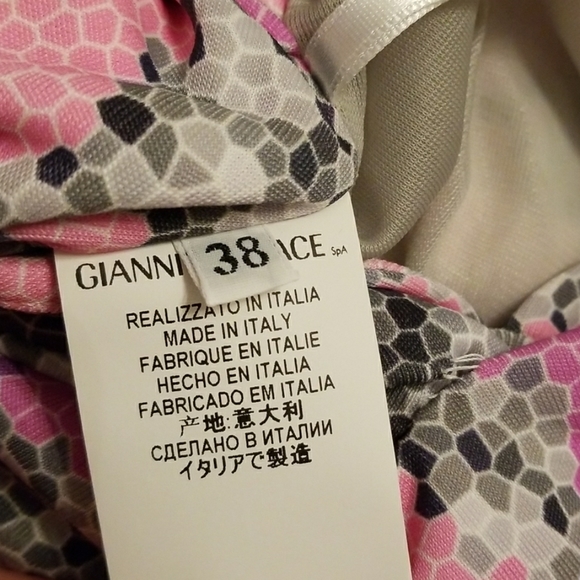 GIANNI ACE SpA
38
REALIZZATO IN ITALIA
MADE IN ITALY
FABRIQUE EN ITALIE
HECHO EN ITALIA
FABRICADO EM ITALIA
产地:意大利
СДЕЛАНО В ИТАЛИИ
イタリアで製造